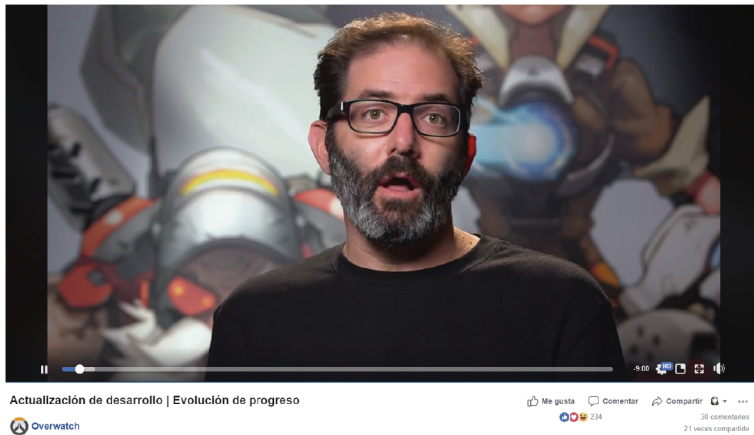 -9:00 HD
Actualización de desarrollo | Evolución de progreso
Me gusta Comentar Compartir
Overwatch
234
20 comentarios
21 veces compartido